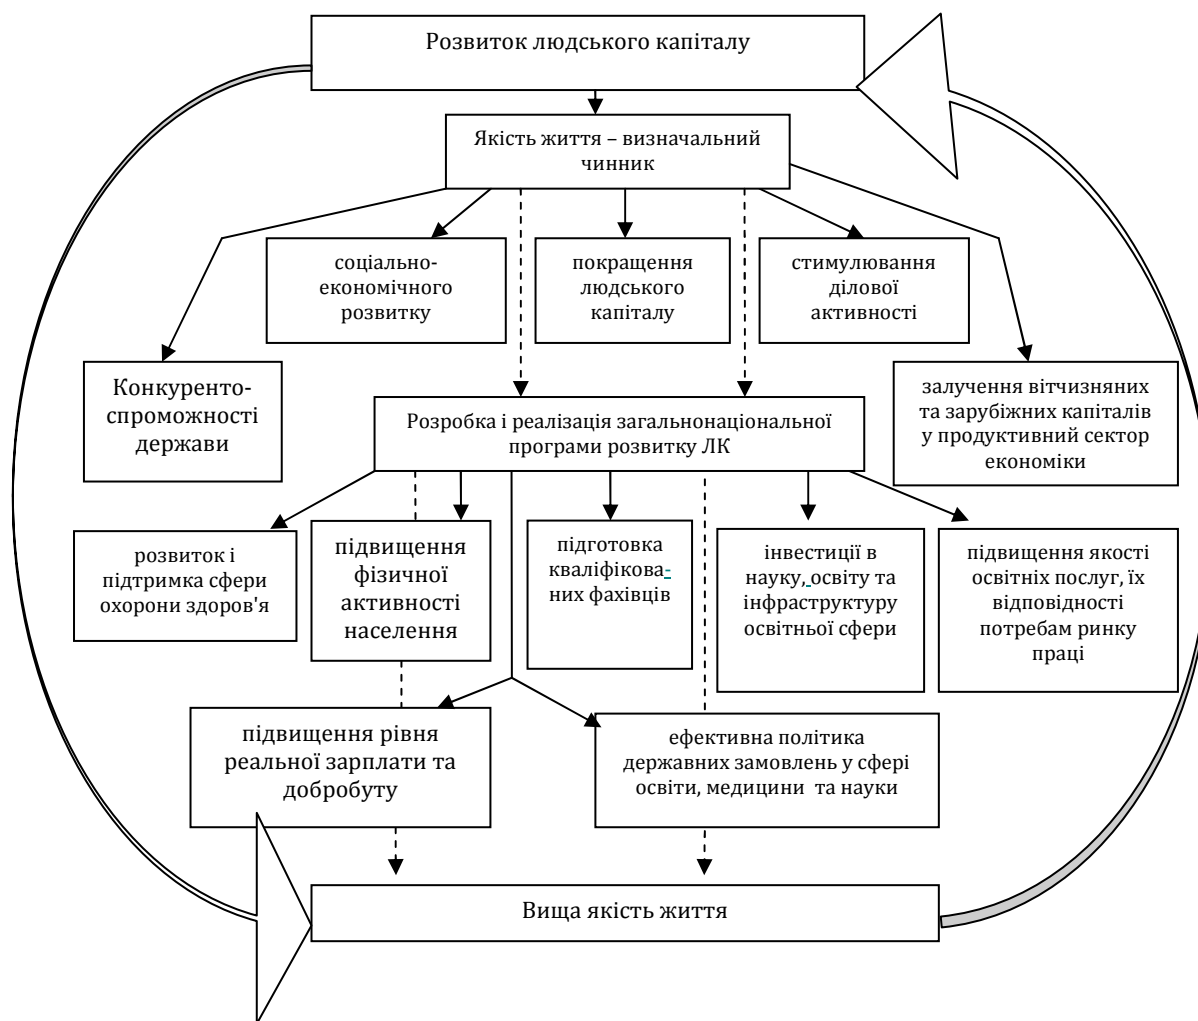 Розвиток людського капіталу
Якість життя – визначальний
чинник
соціально-
економічного
розвитку
покращення
людського
капіталу
стимулювання
ділової
активності
Конкуренто-
спроможності
держави
залучення вітчизняних
та зарубіжних капіталів
у продуктивний сектор
економіки
Розробка і реалізація загальнонаціональної
програми розвитку ЛК
розвиток і
підтримка сфери
охорони здоров'я
підвищення
фізичної
активності
населення
підготовка
кваліфікова-
них фахівців
інвестиції в
науку, освіту та
інфраструктуру
освітньої сфери
підвищення якості
освітніх послуг, їх
відповідності
потребам ринку
праці
підвищення рівня
реальної зарплати та
добробуту
ефективна політика
державних замовлень у сфері
освіти, медицини та науки
Вища якість життя